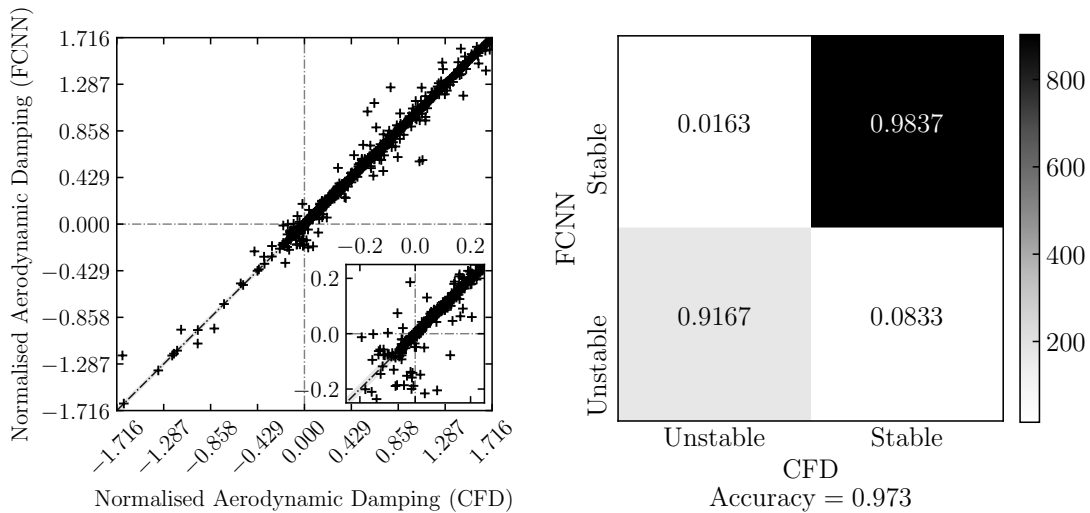 Normalised Aerodynamic Damping (FCNN)
1.716
1.287
0.858
0.429
0.000
−0.429
−0.858
−1.287
−1.716
−0.2 0.0 0.2
0.2
0.0
−0.2
−1.716 −1.287 −0.858 −0.429 0.000 0.429 0.858 1.287 1.716
Normalised Aerodynamic Damping (CFD)
FCNN
Stable
Unstable
0.0163 0.9837
0.9167 0.0833
Unstable Stable
CFD
Accuracy = 0.973
800
600
400
200